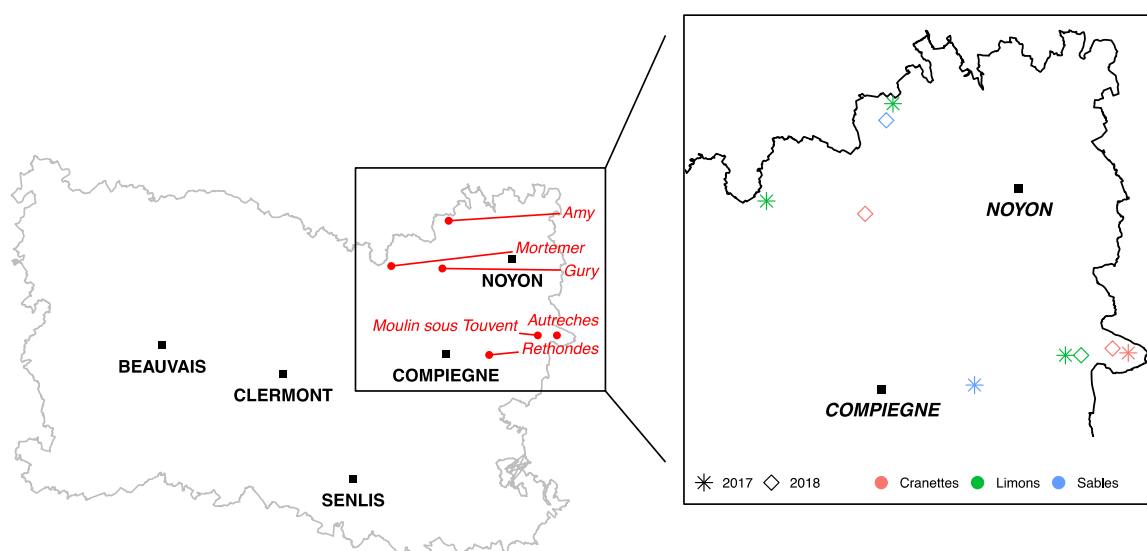 Amy
Mortemer
Gury
NOYON
Moulin sous Touvent
Autreches
Rethondes
BEAUVAIS
COMPIEGNE
CLERMONT
SENLIS
NOYON
COMPIEGNE
2017 2018 Cranettes Limons Sables